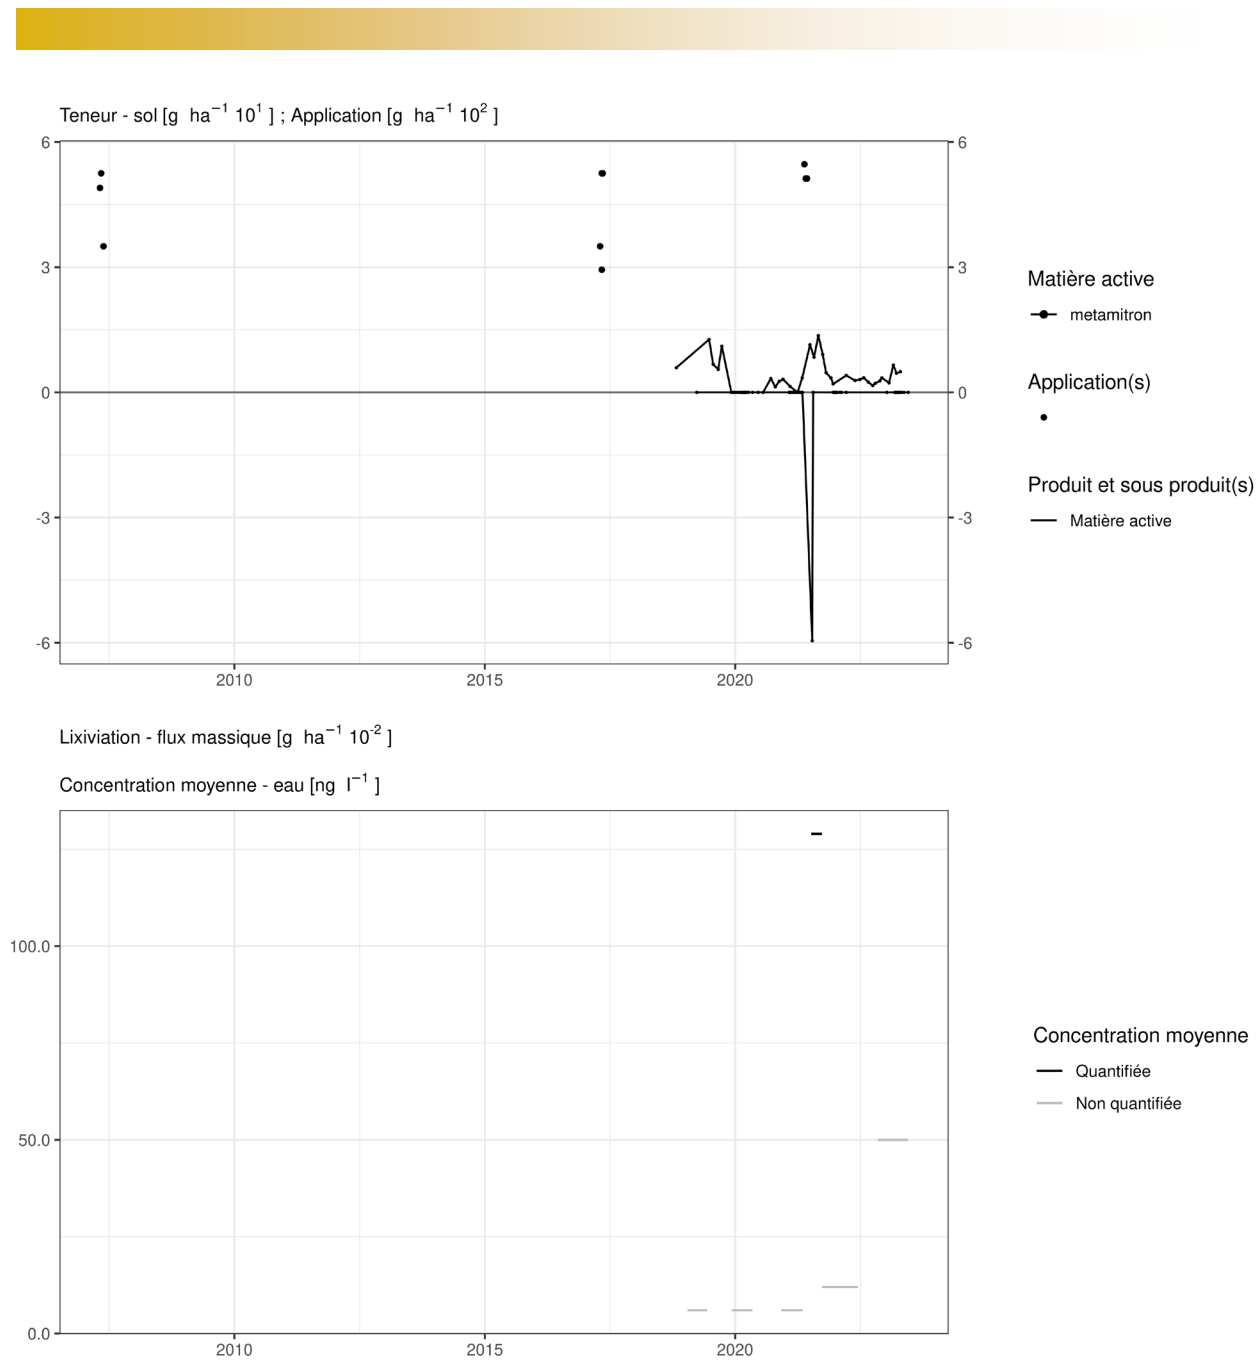 Teneur - sol [g ha⁻¹ 10¹ ] ; Application [g ha⁻¹ 10² ]
6 6
3 3
0 0
-3 -3
-6 -6
2010 2015 2020
Matière active
metamitron
Application(s)
Produit et sous produit(s)
Matière active
Lixiviation - flux massique [g ha⁻¹ 10⁻² ]
Concentration moyenne - eau [ng l⁻¹ ]
100.0
50.0
0.0
2010 2015 2020
Concentration moyenne
Quantifiée
Non quantifiée